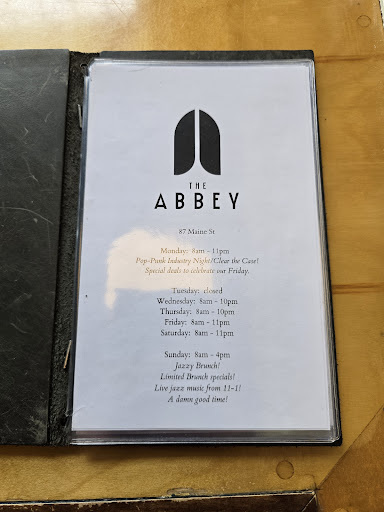 THE
ABBEY
87 Maine St
Monday: 8am - 11pm
Pop-Punk Industry Night/Clear the Case!
Special deals to celebrate our Friday.
Tuesday: closed
Wednesday: 8am - 10pm
Thursday: 8am - 10pm
Friday: 8am - 11pm
Saturday: 8am - 11pm
Sunday: 8am - 4pm
Jazzy Brunch!
Limited Brunch specials!
Live jazz music from 11-1!
A damn good time!